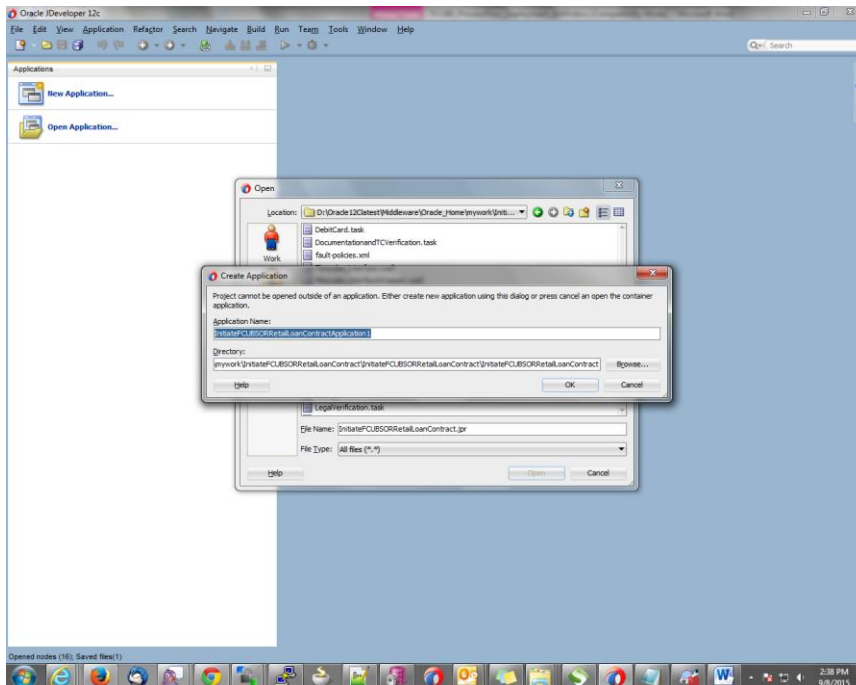 Oracle JDeveloper 12c
File Edit View Application Refactor Search Navigate Build Run Team Tools Window Help
Search
Applications
New Application...
Open Application...
Open
Location: D:\Oracle12Clatest\Middleware\Oracle_Home\mywork\Initi...
DebitCard.task
DocumentationandTCVerification.task
Work
fault-policies.xml
Create Application
Project cannot be opened outside of an application. Either create new application using this dialog or press cancel an open the container
application.
Application Name:
InitiateFCUBSORRetailLoanContractApplication1
Directory:
mywork\InitiateFCUBSORRetailLoanContract\InitiateFCUBSORRetailLoanContract\InitiateFCUBSORRetailLoanContract Browse...
Help OK Cancel
LegalVerification.task
File Name: InitiateFCUBSORRetailLoanContract.jpr
File Type: All files (*.*)
Help Open Cancel
Opened nodes (16); Saved files(1)
2:38 PM
9/8/2015